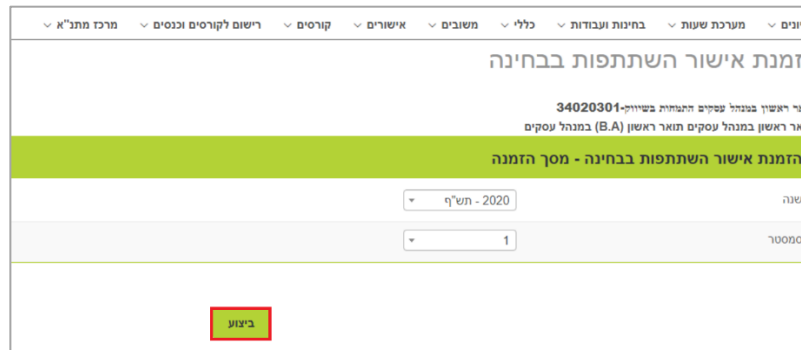 מערכת שעות בחינות ועבודות כללי משובים אישורים קורסים רישום לקורסים וכנסים מרכז מתנ"א
אישור השתתפות בבחינה
ראשון במנהל עסקים התמחות בשיווק-34020301
ראשון במנהל עסקים תואר ראשון (B.A) במנהל עסקים
הזמנת אישור השתתפות בבחינה - מסך הזמנה
שנה
2020 - תש"ף
סמסטר
1
ביצוע